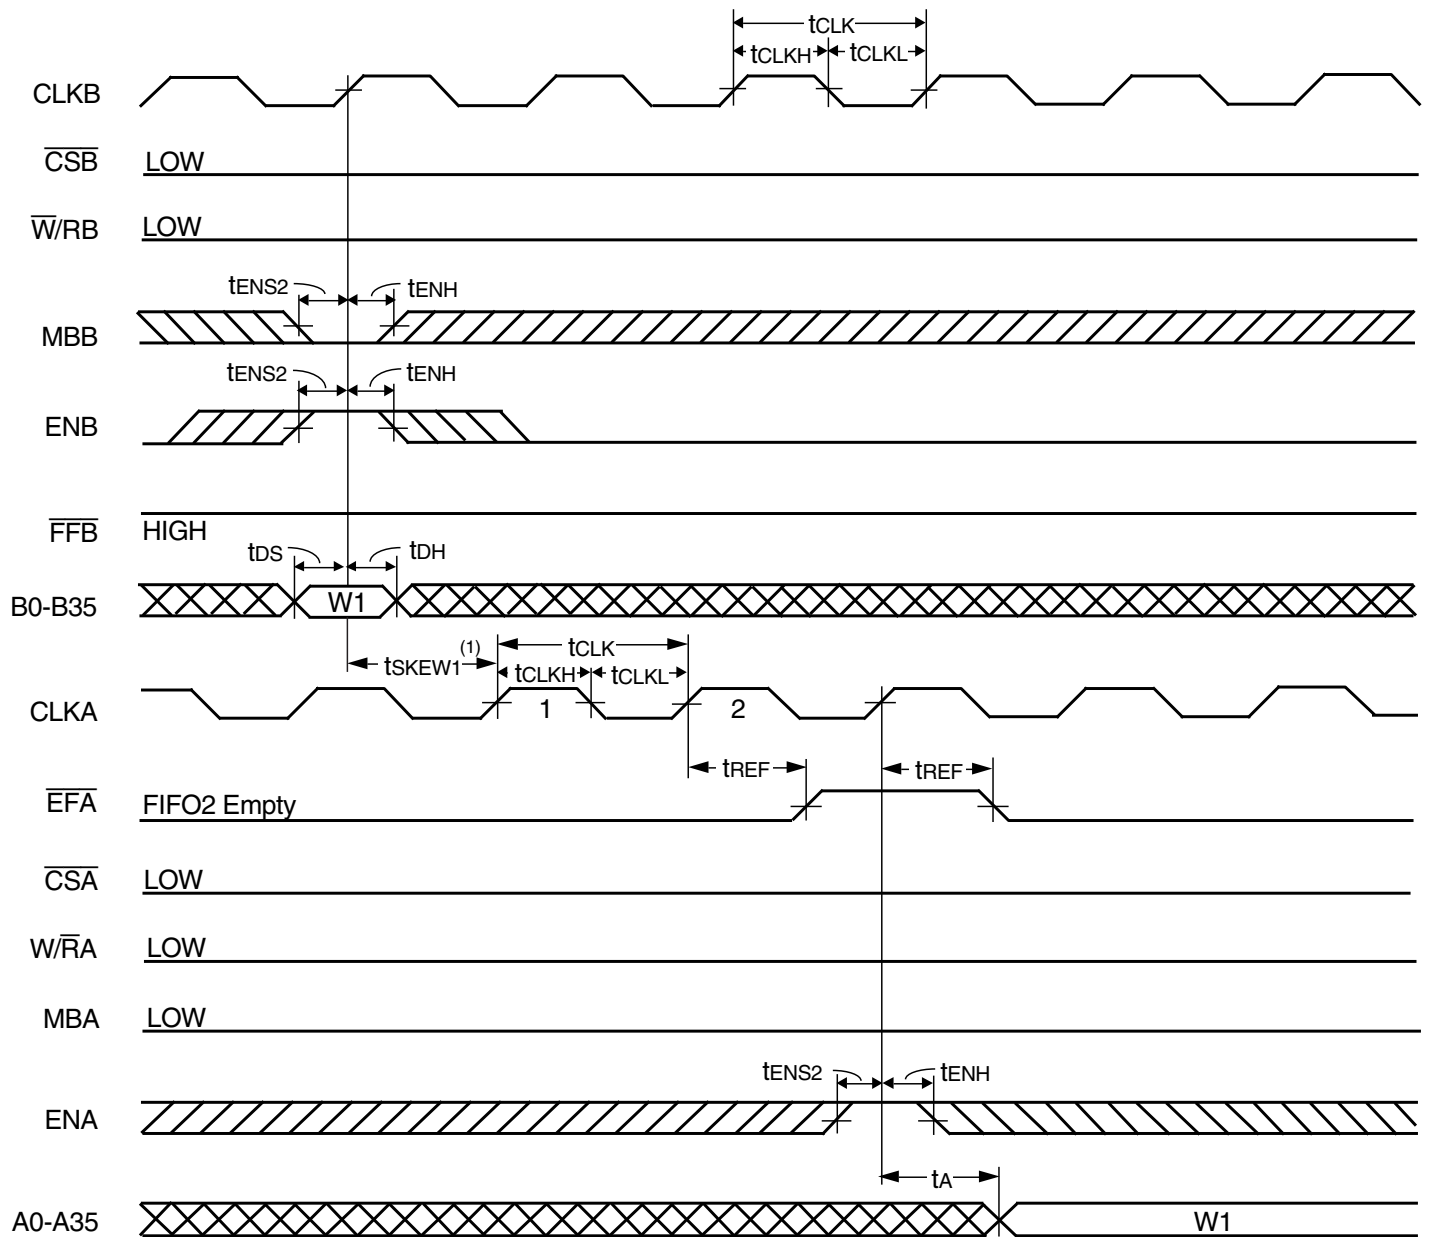 tCLK
tCLKH tCLKL
CLKB
CSB LOW
W/RB LOW
tENS2 tENH
MBB
tENS2 tENH
ENB
FFB HIGH
tDS tDH
B0-B35 W1
tSKEW1(1) tCLK
tCLKH tCLKL
CLKA 1 2
tREF tREF
EFA FIFO2 Empty
CSA LOW
W/RA LOW
MBA LOW
tENS2 tENH
ENA
tA
A0-A35 W1